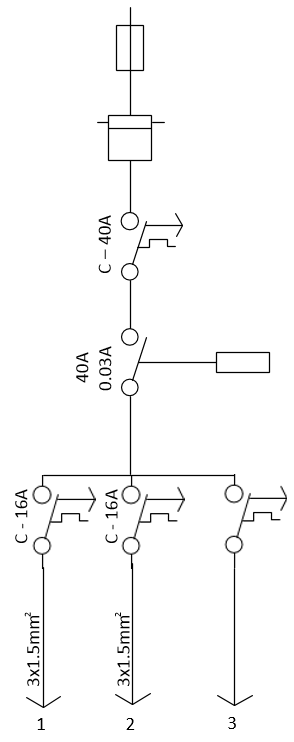 C – 40A
40A
0.03A
C - 16A
C - 16A
3x1.5mm²
3x1.5mm²
1
2
3